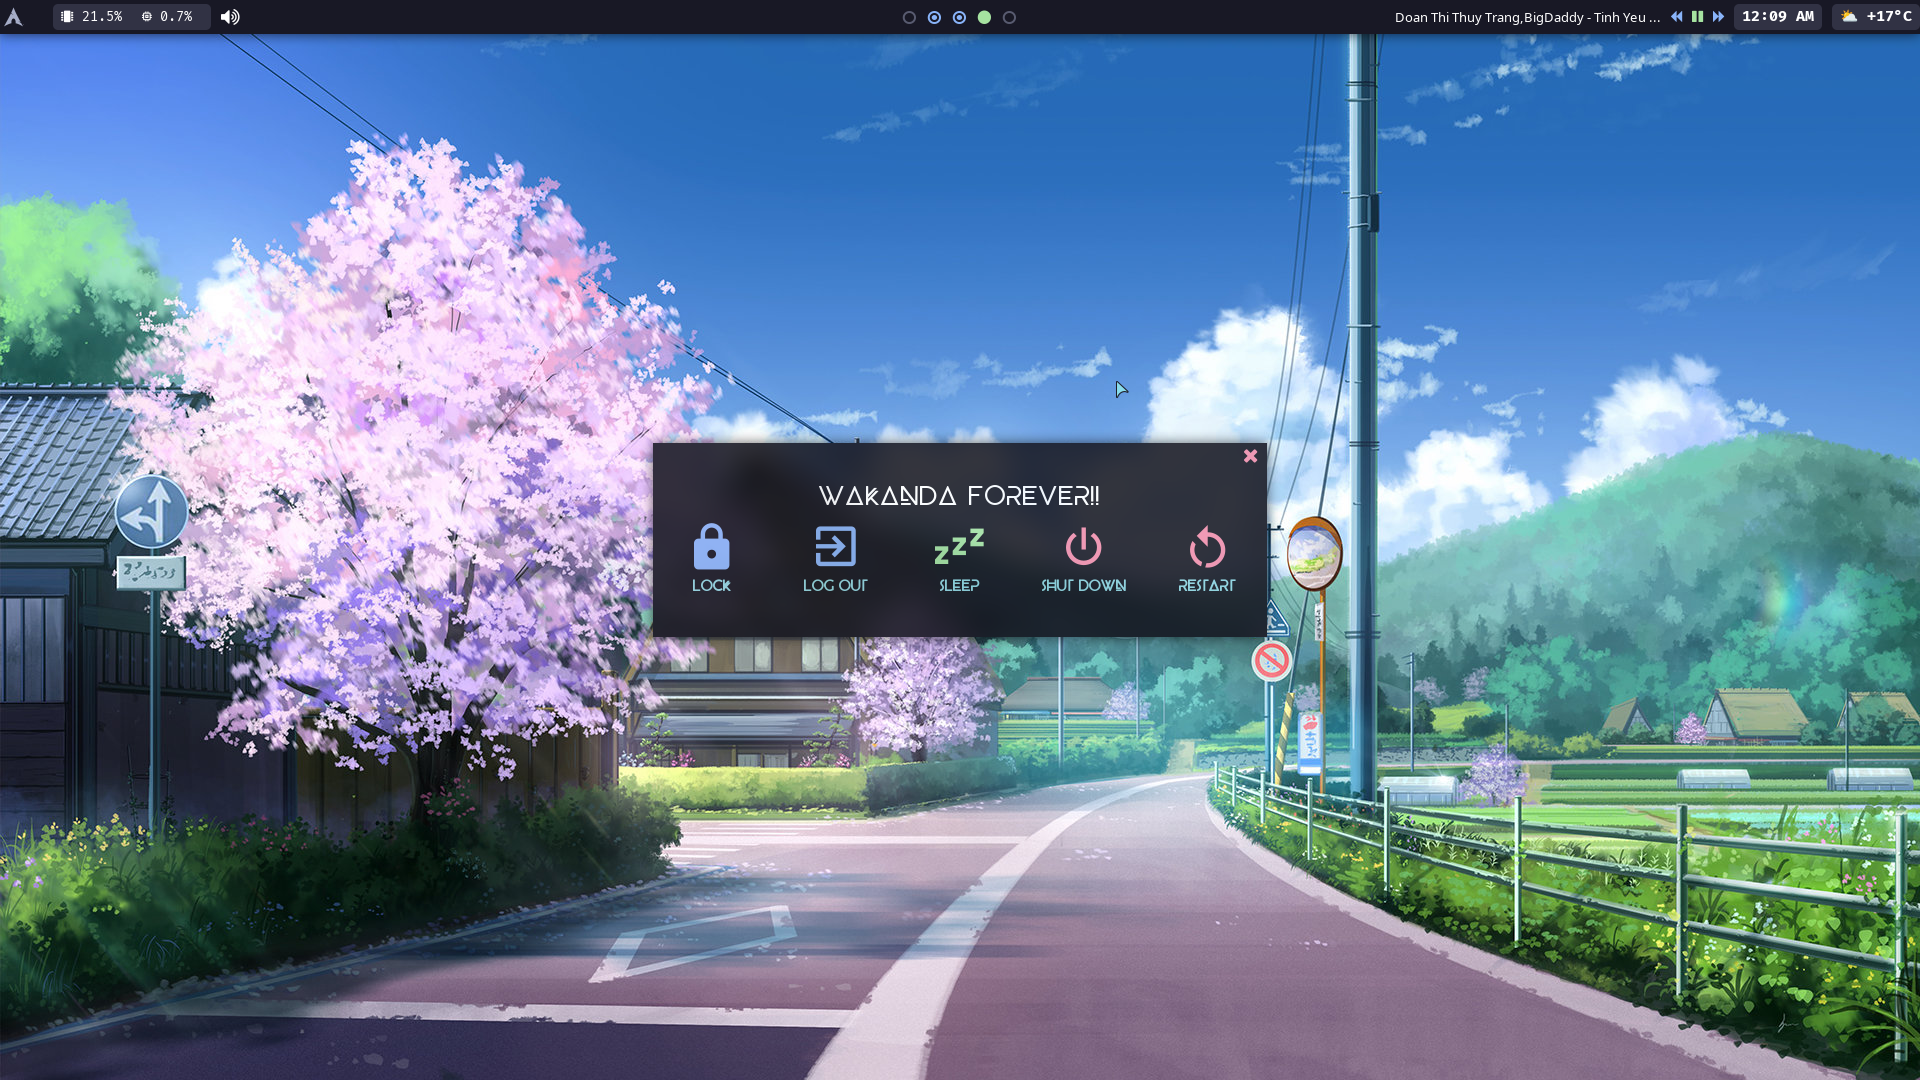 21.5% 0.7%
Doan Thi Thuy Trang,BigDaddy - Tinh Yeu ...
12:09 AM
+17°C
WAKANDA FOREVER!!
LOCK
LOG OUT
SLEEP
SHUT DOWN
RESTART